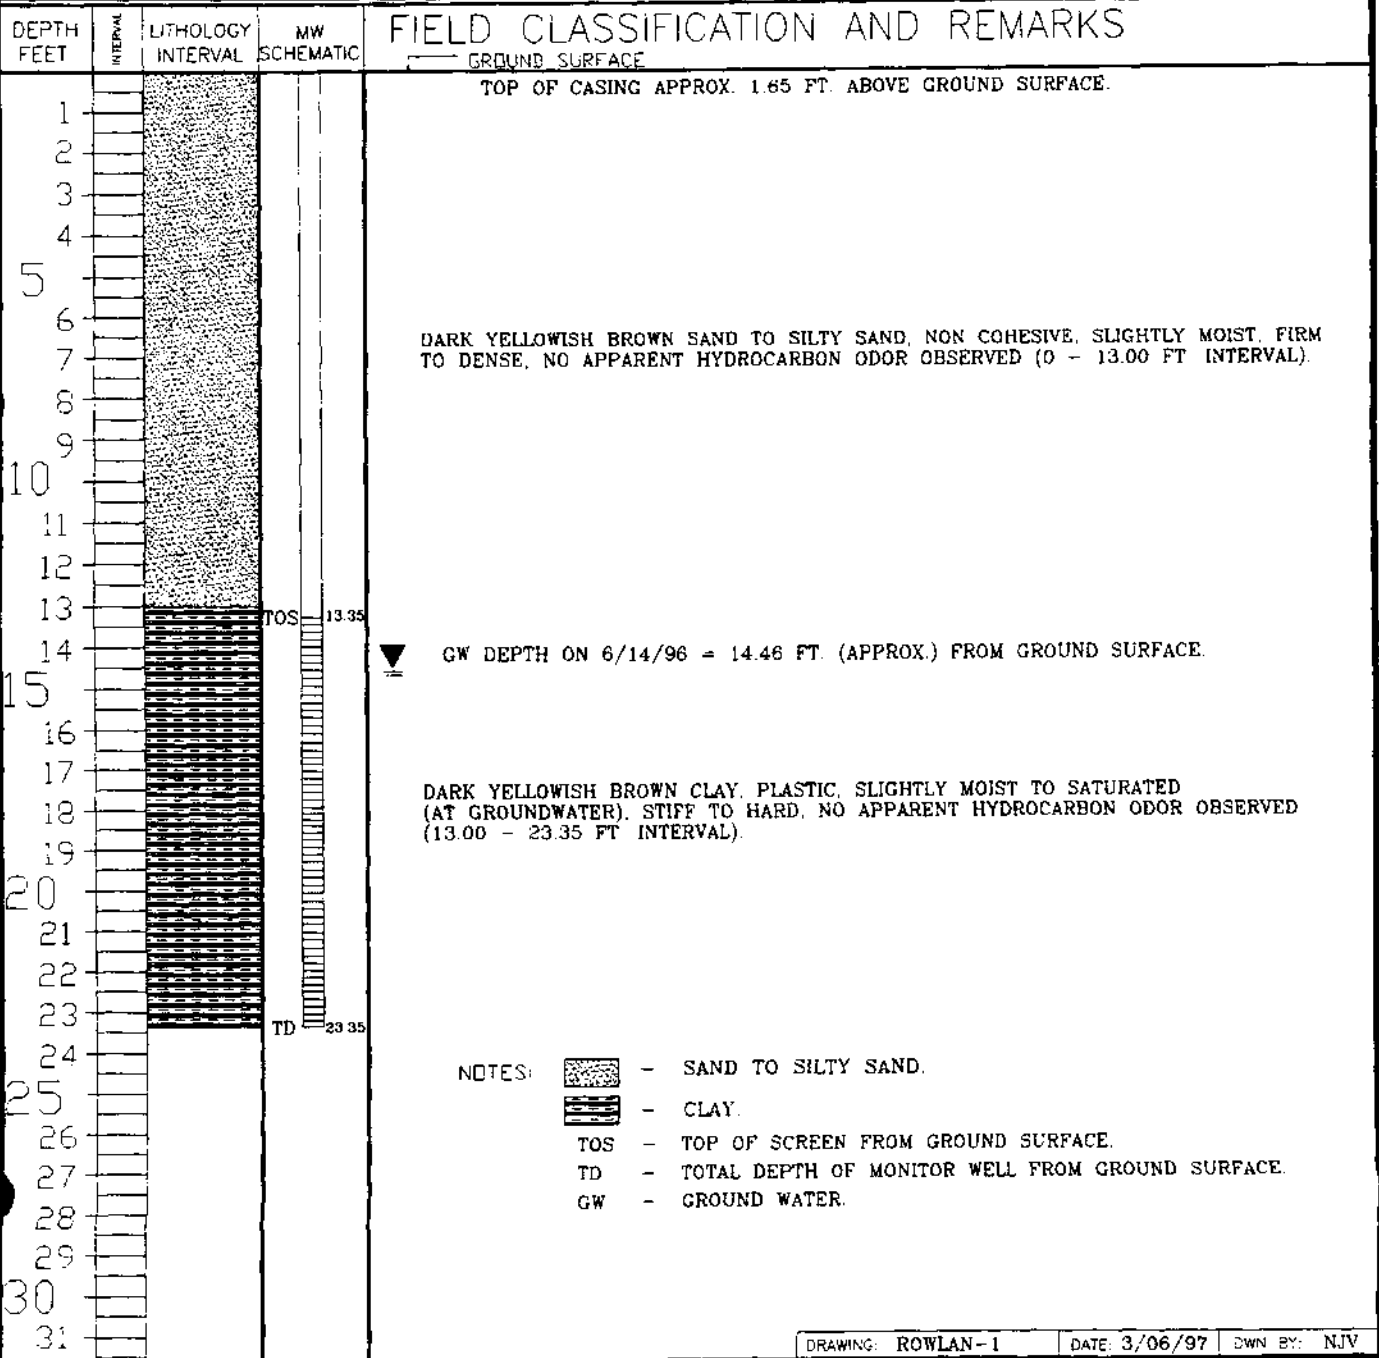 DEPTH FEET
INTERVAL
LITHOLOGY INTERVAL
MW SCHEMATIC
FIELD CLASSIFICATION AND REMARKS
GROUND SURFACE
TOP OF CASING APPROX. 1.65 FT. ABOVE GROUND SURFACE.
1
2
3
4
5
6
DARK YELLOWISH BROWN SAND TO SILTY SAND, NON COHESIVE, SLIGHTLY MOIST, FIRM
TO DENSE, NO APPARENT HYDROCARBON ODOR OBSERVED (0 - 13.00 FT INTERVAL).
7
8
9
10
11
12
13
TOS 13.35
14
GW DEPTH ON 6/14/96 = 14.46 FT. (APPROX.) FROM GROUND SURFACE.
15
16
17
DARK YELLOWISH BROWN CLAY, PLASTIC, SLIGHTLY MOIST TO SATURATED
(AT GROUNDWATER), STIFF TO HARD, NO APPARENT HYDROCARBON ODOR OBSERVED
(13.00 - 23.35 FT INTERVAL).
18
19
20
21
22
23
TD 23.35
24
NOTES: - SAND TO SILTY SAND.
25
- CLAY.
26
TOS - TOP OF SCREEN FROM GROUND SURFACE.
27
TD - TOTAL DEPTH OF MONITOR WELL FROM GROUND SURFACE.
28
GW - GROUND WATER.
29
30
31
DRAWING: ROWLAN-1 DATE: 3/06/97 DWN BY: NJV